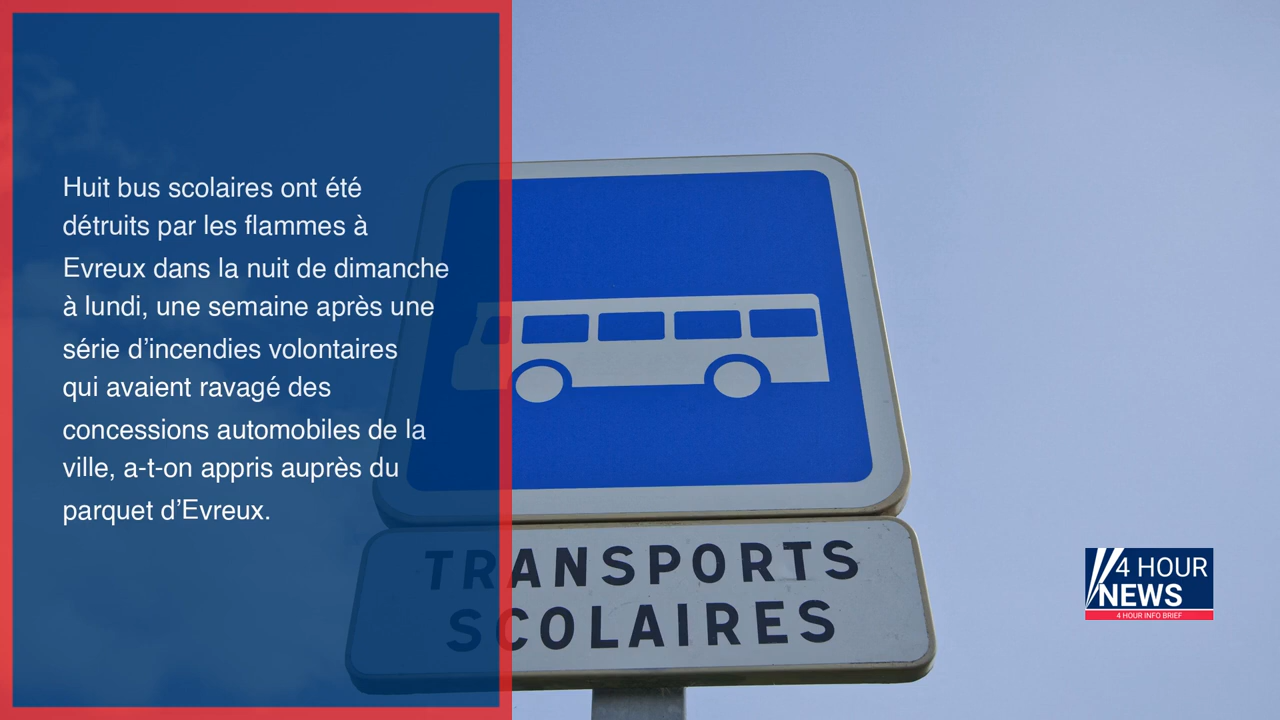 Huit bus scolaires ont été
détruits par les flammes à
Evreux dans la nuit de dimanche
à lundi, une semaine après une
série d’incendies volontaires
qui avaient ravagé des
concessions automobiles de la
ville, a-t-on appris auprès du
parquet d’Evreux.
TRANSPORTS
SCOLAIRES
4 HOUR
NEWS
4 HOUR INFO BRIEF